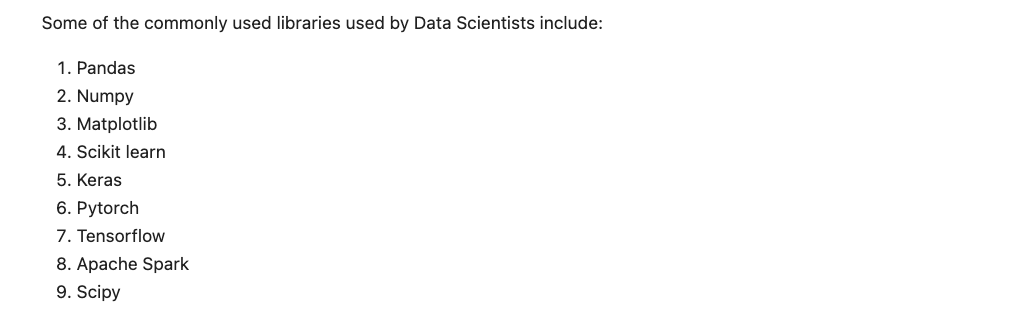 Some of the commonly used libraries used by Data Scientists include:
1. Pandas
2. Numpy
3. Matplotlib
4. Scikit learn
5. Keras
6. Pytorch
7. Tensorflow
8. Apache Spark
9. Scipy